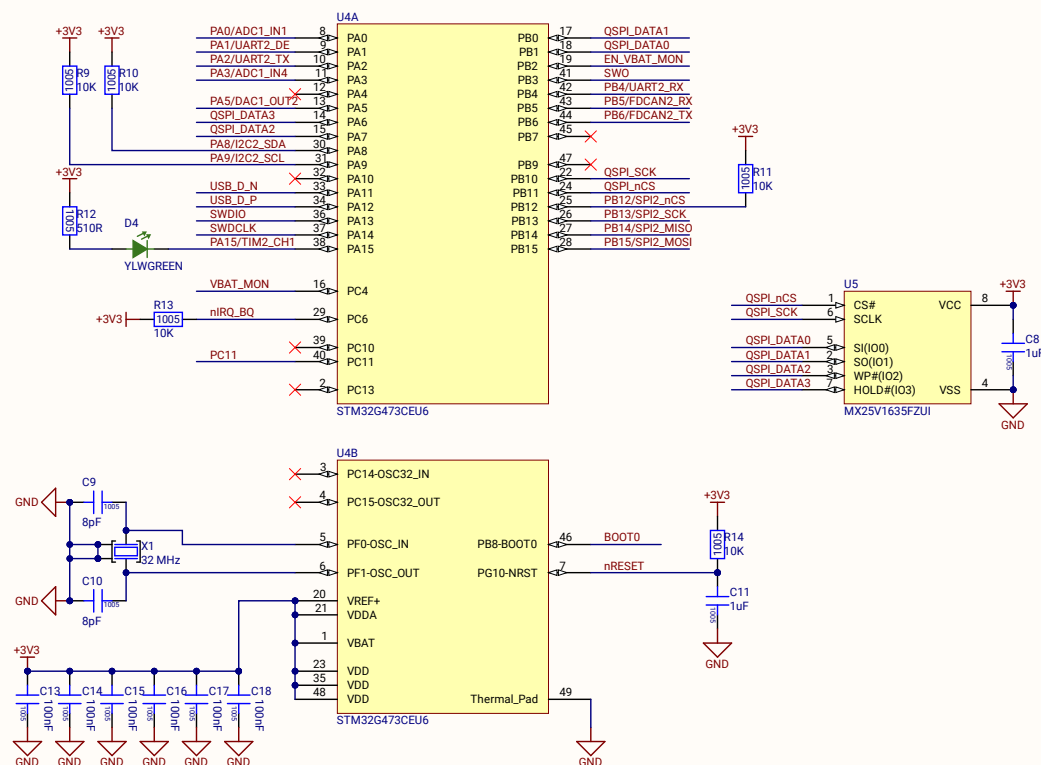 U4A
+3V3
+3V3
R9
10K
1005
R10
10K
1005
PA0/ADC1_IN1 8 PA0
PA1/UART2_DE 9 PA1
PA2/UART2_TX 10 PA2
PA3/ADC1_IN4 11 PA3
12 PA4
PA5/DAC1_OUT2 13 PA5
QSPI_DATA3 14 PA6
QSPI_DATA2 15 PA7
PA8/I2C2_SDA 30 PA8
PA9/I2C2_SCL 31 PA9
32 PA10
USB_D_N 33 PA11
USB_D_P 34 PA12
SWDIO 36 PA13
SWDCLK 37 PA14
PA15/TIM2_CH1 38 PA15
+3V3
R12
510R
1005
D4
YLWGREEN
VBAT_MON 16 PC4
R13
+3V3 1005 nIRQ_BQ 29 PC6
10K
39 PC10
PC11 40 PC11
2 PC13
PB0 17 QSPI_DATA1
PB1 18 QSPI_DATA0
PB2 19 EN_VBAT_MON
PB3 41 SWO
PB4 42 PB4/UART2_RX
PB5 43 PB5/FDCAN2_RX
PB6 44 PB6/FDCAN2_TX
PB7 45
PB9 47
PB10 22 QSPI_SCK
PB11 24 QSPI_nCS
PB12 25 PB12/SPI2_nCS
PB13 26 PB13/SPI2_SCK
PB14 27 PB14/SPI2_MISO
PB15 28 PB15/SPI2_MOSI
+3V3
R11
10K
1005
STM32G473CEU6
U5
QSPI_nCS 1 CS#
QSPI_SCK 6 SCLK
QSPI_DATA0 5 SI(IO0)
QSPI_DATA1 2 SO(IO1)
QSPI_DATA2 3 WP#(IO2)
QSPI_DATA3 7 HOLD#(IO3)
VCC 8
VSS 4
+3V3
C8
1uF
1005
GND
MX25V1635FZUI
U4B
3 PC14-OSC32_IN
4 PC15-OSC32_OUT
5 PF0-OSC_IN
6 PF1-OSC_OUT
20 VREF+
21 VDDA
1 VBAT
23 VDD
35 VDD
48 VDD
PB8-BOOT0 46 BOOT0
PG10-NRST 7 nRESET
Thermal_Pad 49
STM32G473CEU6
C9
GND 1005
8pF
X1
32 MHz
C10
GND 1005
8pF
+3V3
R14
10K
1005
C11
1uF
1005
GND
GND
+3V3
C13 C14 C15 C16 C17 C18
100nF 100nF 100nF 100nF 100nF 100nF
1005 1005 1005 1005 1005 1005
GND GND GND GND GND GND